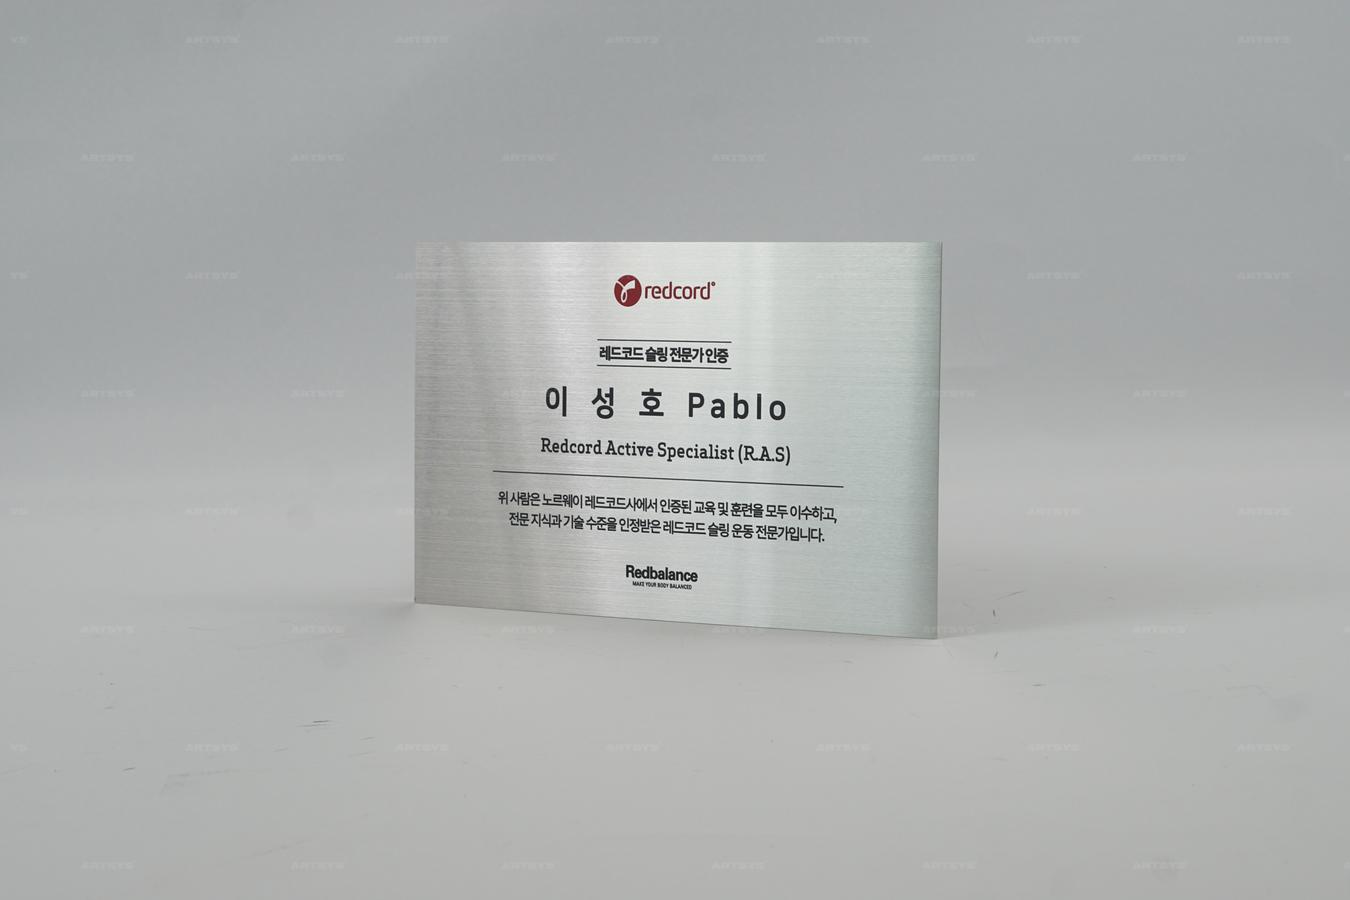 redcord
레드코드 슬링 전문가 인증
이 성 호 Pablo
Redcord Active Specialist (R.A.S)
위 사람은 노르웨이 레드코드사에서 인증된 교육 및 훈련을 모두 이수하고,
전문 지식과 기술 수준을 인정받은 레드코드 슬링 운동 전문가입니다.
Redbalance
MAKE YOUR BODY BALANCED
ARTSYS